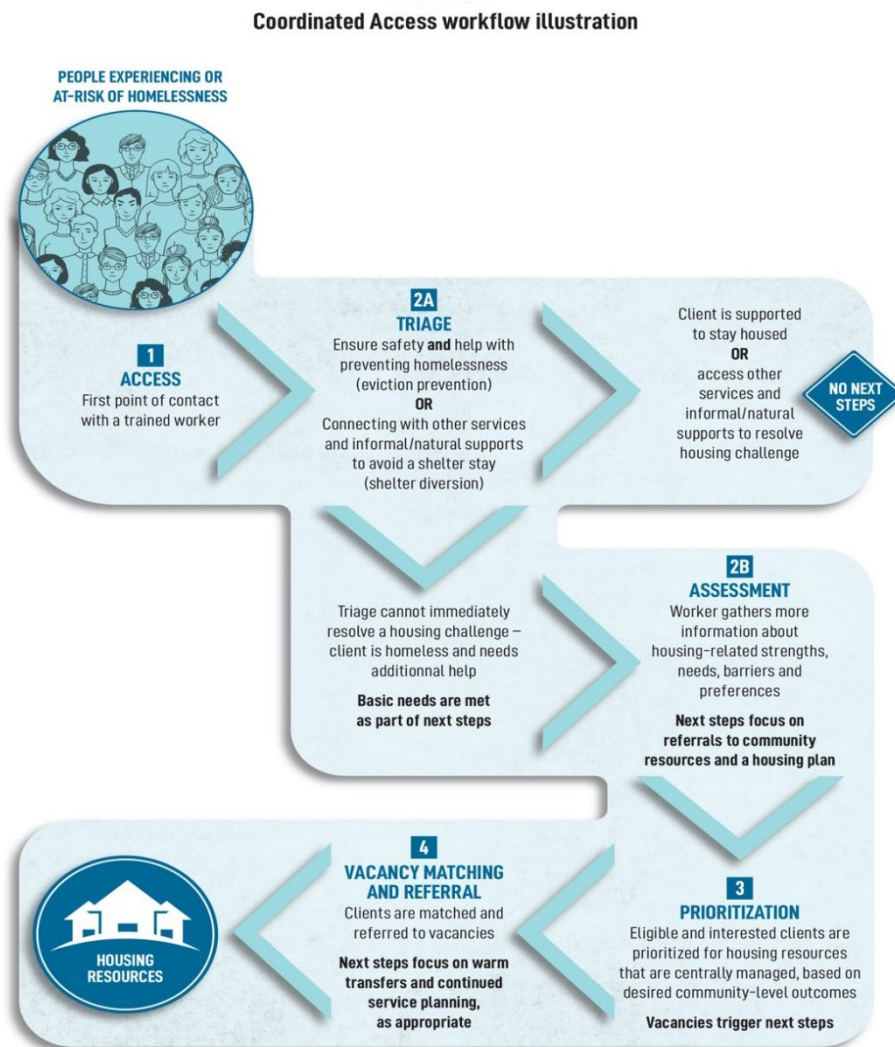 Coordinated Access workflow illustration
PEOPLE EXPERIENCING OR
AT-RISK OF HOMELESSNESS
1
ACCESS
First point of contact
with a trained worker
2A
TRIAGE
Ensure safety and help with
preventing homelessness
(eviction prevention)
OR
Connecting with other services
and informal/natural supports
to avoid a shelter stay
(shelter diversion)
Client is supported
to stay housed
OR
access other
services and
informal/natural
supports to resolve
housing challenge
NO NEXT
STEPS
Triage cannot immediately
resolve a housing challenge –
client is homeless and needs
additionnal help
Basic needs are met
as part of next steps
2B
ASSESSMENT
Worker gathers more
information about
housing-related strengths,
needs, barriers and
preferences
Next steps focus on
referrals to community
resources and a housing plan
3
PRIORITIZATION
Eligible and interested clients are
prioritized for housing resources
that are centrally managed, based on
desired community-level outcomes
Vacancies trigger next steps
4
VACANCY MATCHING
AND REFERRAL
Clients are matched and
referred to vacancies
Next steps focus on warm
transfers and continued
service planning,
as appropriate
HOUSING
RESOURCES